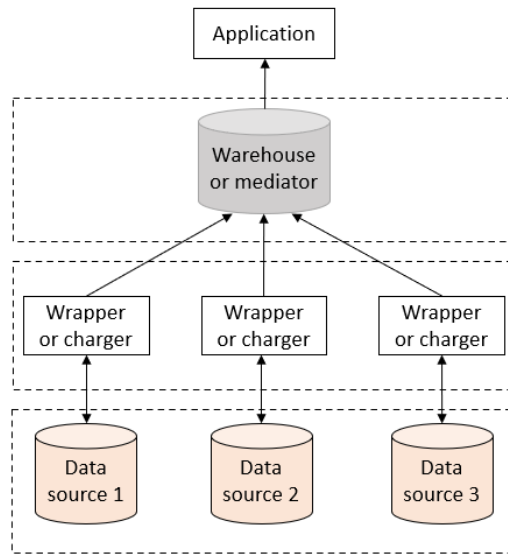 Application
Warehouse
or mediator
Wrapper
or charger
Wrapper
or charger
Wrapper
or charger
Data
source 1
Data
source 2
Data
source 3